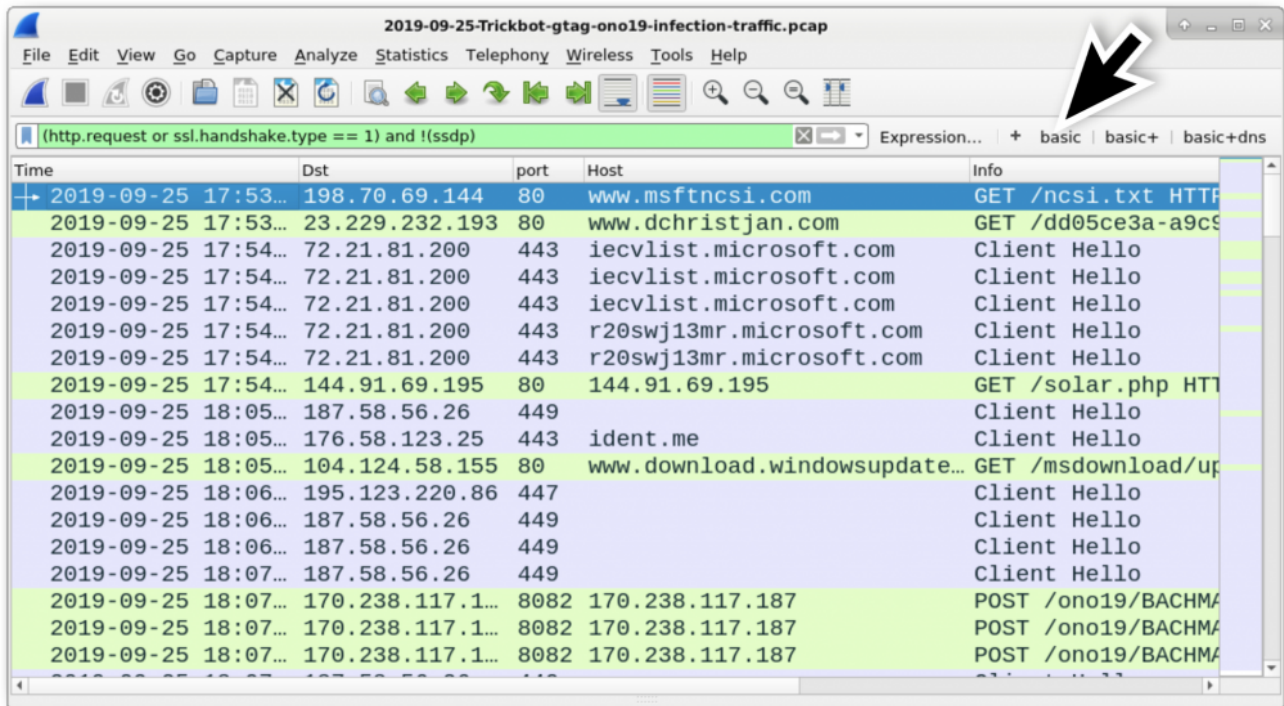 2019-09-25-Trickbot-gtag-ono19-infection-traffic.pcap
File Edit View Go Capture Analyze Statistics Telephony Wireless Tools Help
(http.request or ssl.handshake.type == 1) and !(ssdp) Expression... + basic | basic+ | basic+dns
Time Dst port Host Info
2019-09-25 17:53… 198.70.69.144 80 www.msftncsi.com GET /ncsi.txt HTTP
2019-09-25 17:53… 23.229.232.193 80 www.dchristjan.com GET /dd05ce3a-a9c9
2019-09-25 17:54… 72.21.81.200 443 iecvlist.microsoft.com Client Hello
2019-09-25 17:54… 72.21.81.200 443 iecvlist.microsoft.com Client Hello
2019-09-25 17:54… 72.21.81.200 443 iecvlist.microsoft.com Client Hello
2019-09-25 17:54… 72.21.81.200 443 r20swj13mr.microsoft.com Client Hello
2019-09-25 17:54… 72.21.81.200 443 r20swj13mr.microsoft.com Client Hello
2019-09-25 17:54… 144.91.69.195 80 144.91.69.195 GET /solar.php HTT
2019-09-25 18:05… 187.58.56.26 449 Client Hello
2019-09-25 18:05… 176.58.123.25 443 ident.me Client Hello
2019-09-25 18:05… 104.124.58.155 80 www.download.windowsupdate… GET /msdownload/up
2019-09-25 18:06… 195.123.220.86 447 Client Hello
2019-09-25 18:06… 187.58.56.26 449 Client Hello
2019-09-25 18:06… 187.58.56.26 449 Client Hello
2019-09-25 18:07… 187.58.56.26 449 Client Hello
2019-09-25 18:07… 170.238.117.1… 8082 170.238.117.187 POST /ono19/BACHMA
2019-09-25 18:07… 170.238.117.1… 8082 170.238.117.187 POST /ono19/BACHMA
2019-09-25 18:07… 170.238.117.1… 8082 170.238.117.187 POST /ono19/BACHMA